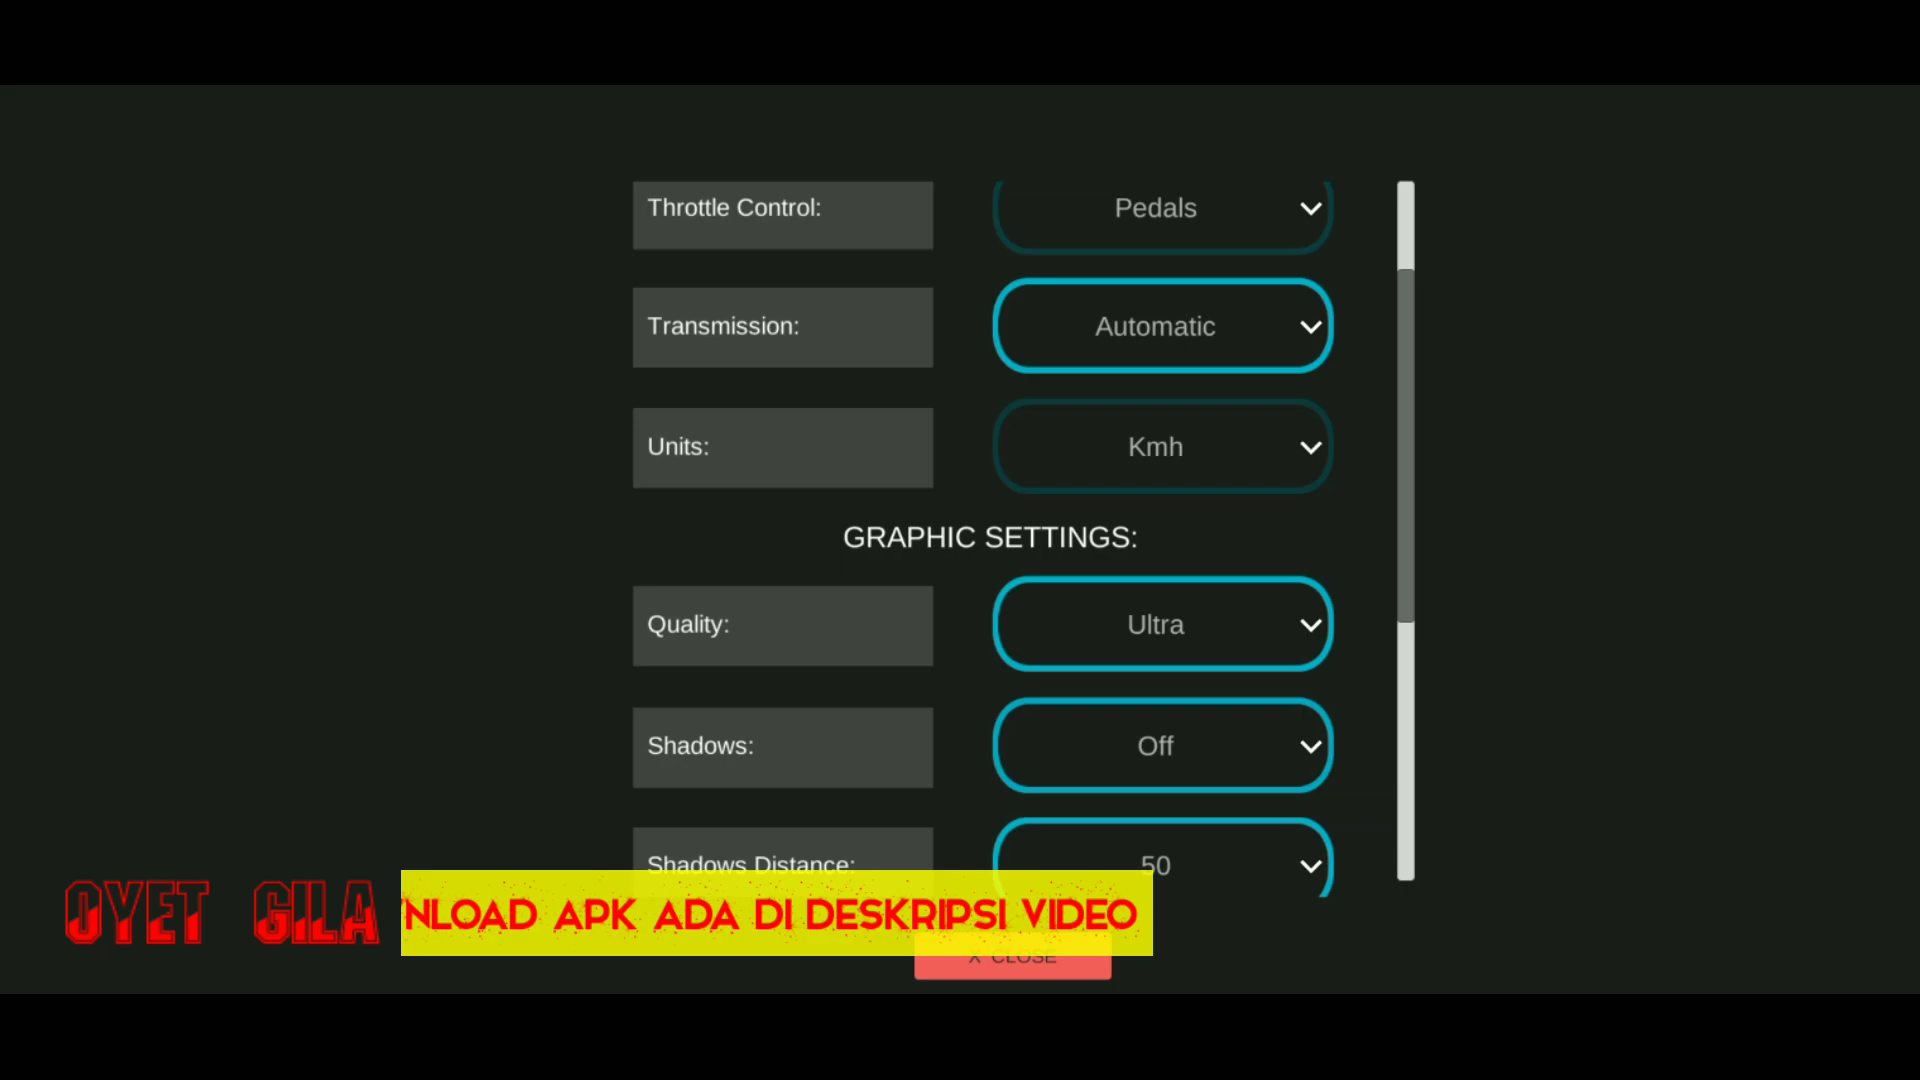 Throttle Control: Pedals
Transmission: Automatic
Units: Kmh
GRAPHIC SETTINGS:
Quality: Ultra
Shadows: Off
Shadows Distance: 50
OYET GILA NLOAD APK ADA DI DESKRIPSI VIDEO
X CLOSE